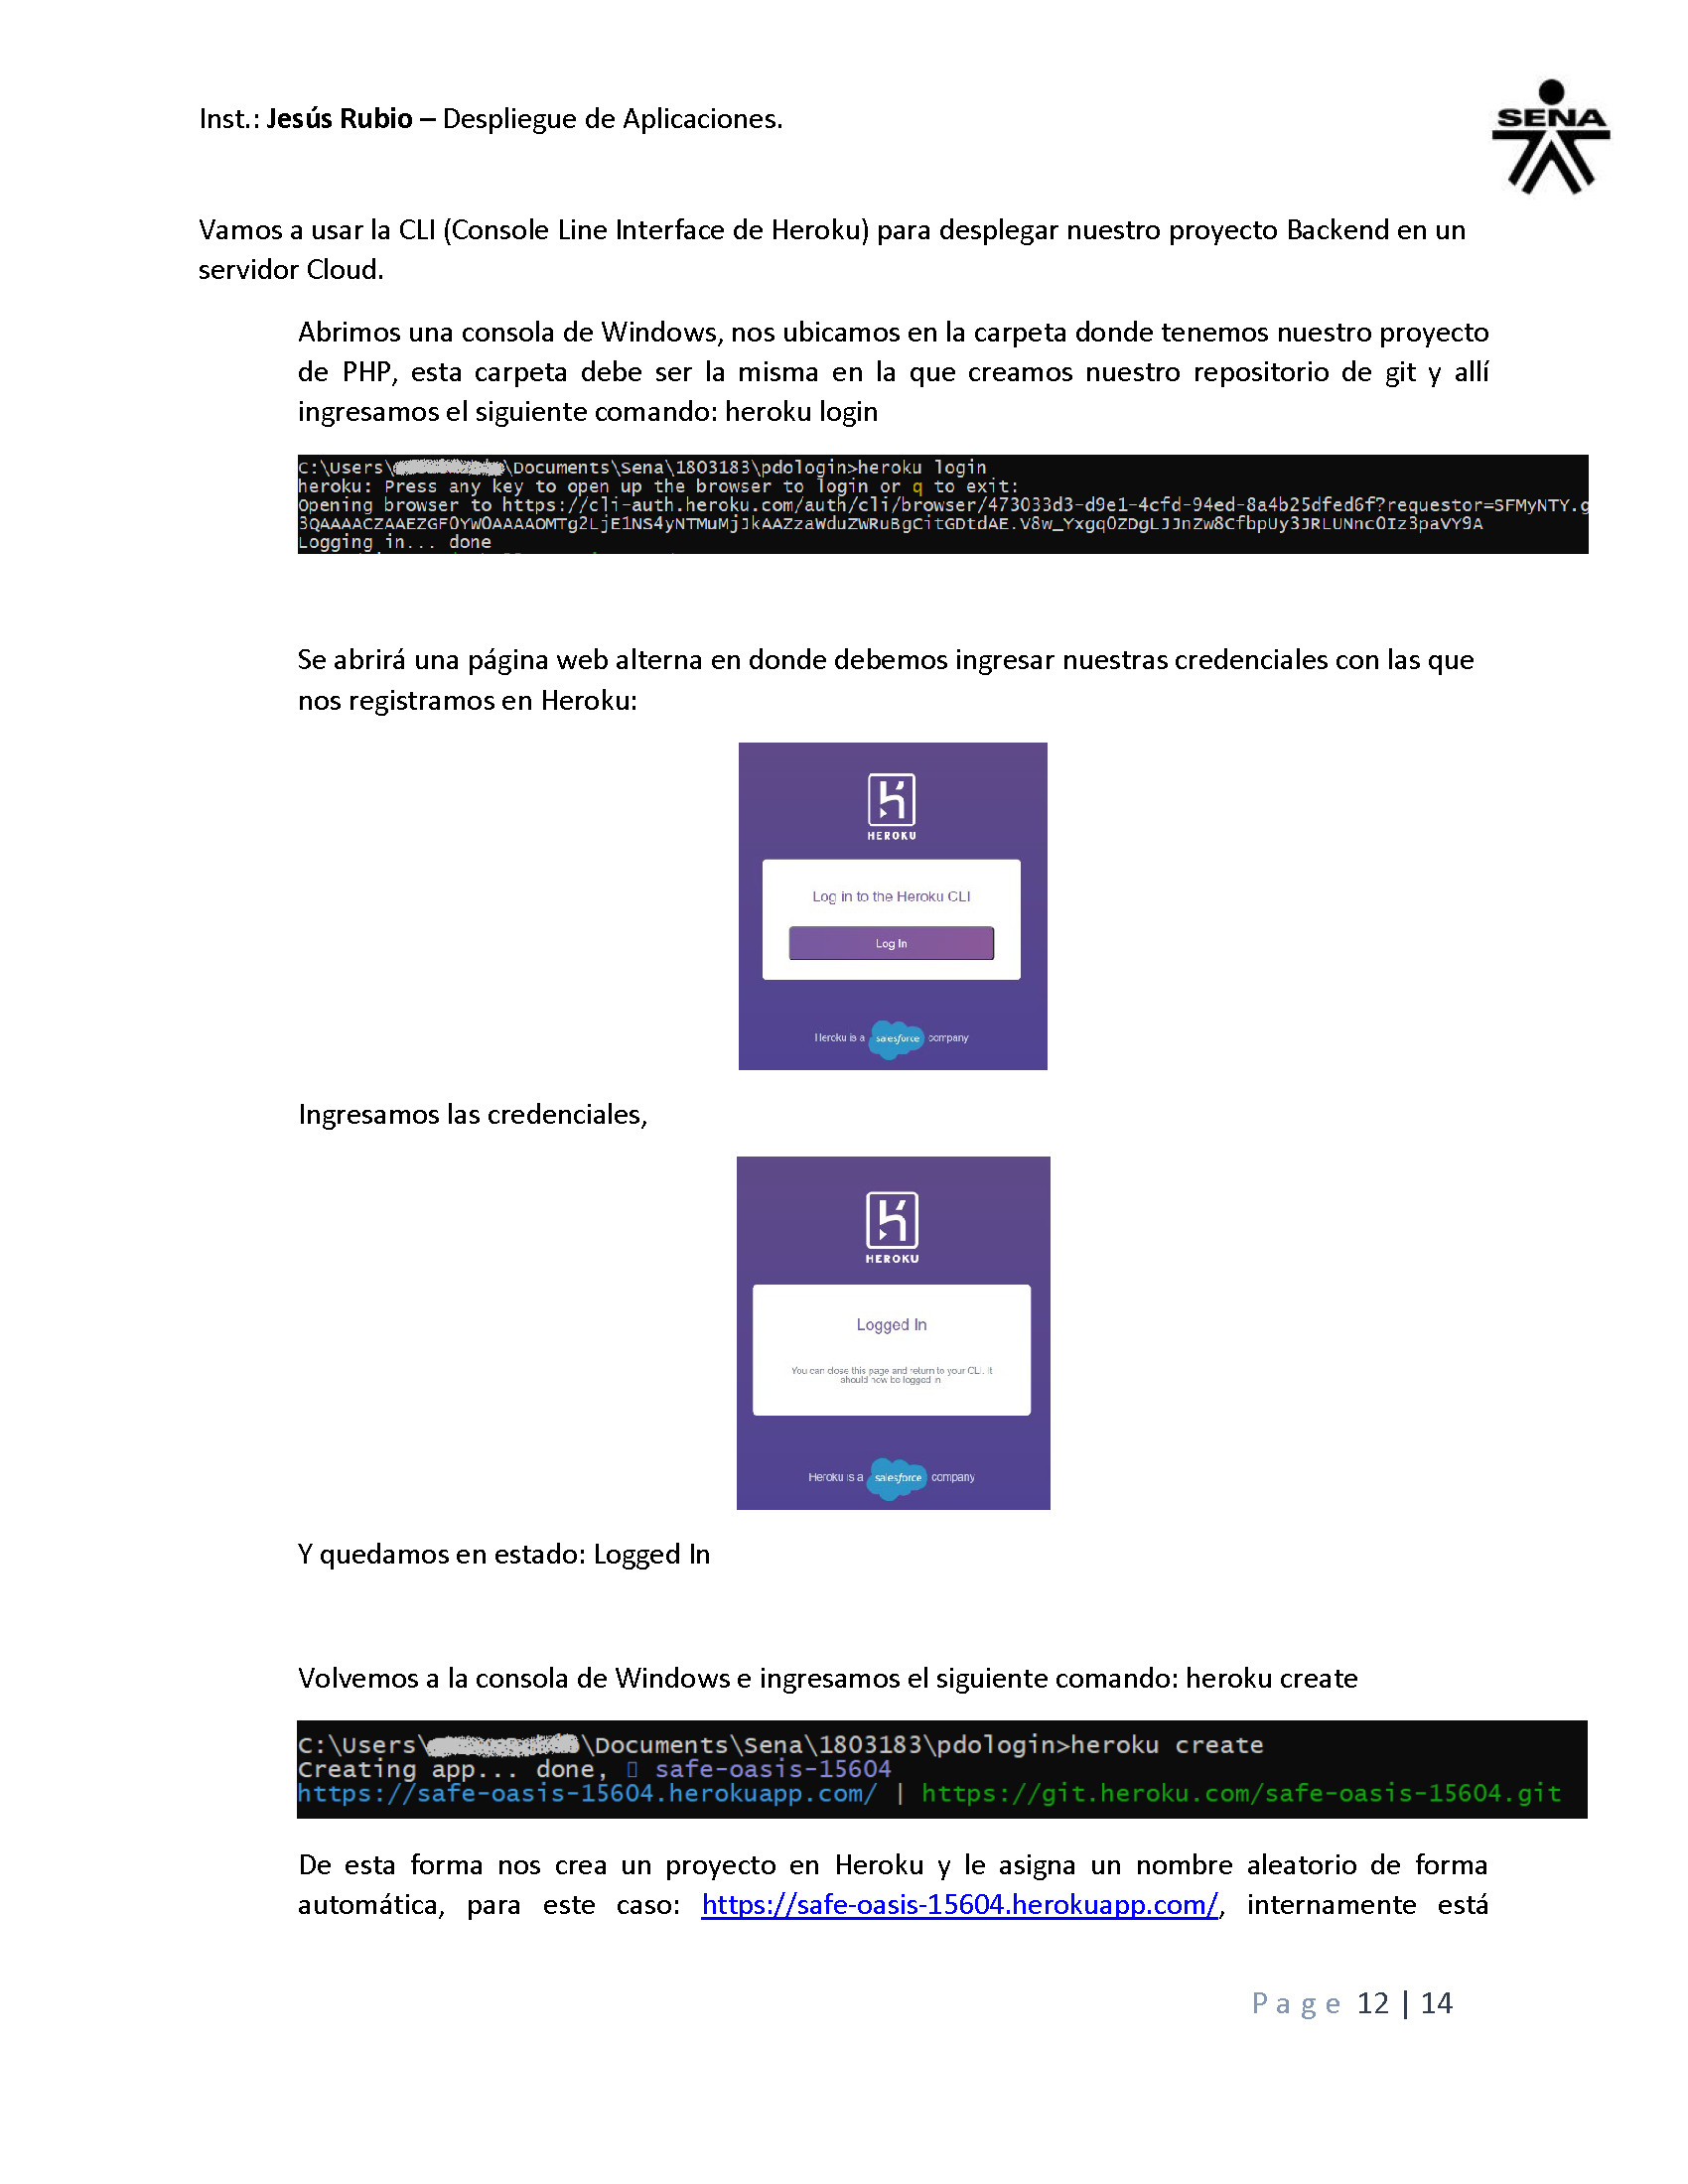 Inst.: Jesús Rubio – Despliegue de Aplicaciones.
SENA
Vamos a usar la CLI (Console Line Interface de Heroku) para desplegar nuestro proyecto Backend en un
servidor Cloud.
Abrimos una consola de Windows, nos ubicamos en la carpeta donde tenemos nuestro proyecto
de PHP, esta carpeta debe ser la misma en la que creamos nuestro repositorio de git y allí
ingresamos el siguiente comando: heroku login
C:\Users\ \Documents\Sena\1803183\pdologin>heroku login
heroku: Press any key to open up the browser to login or q to exit:
Opening browser to https://cli-auth.heroku.com/auth/cli/browser/473033d3-d9e1-4cfd-94ed-8a4b25dfed6f?requestor=SFMyNTY.g
Logging in... done
Se abrirá una página web alterna en donde debemos ingresar nuestras credenciales con las que
nos registramos en Heroku:
HEROKU
Log in to the Heroku CLI
Log In
Heroku is a salesforce company
Ingresamos las credenciales,
HEROKU
Logged In
You can close this page and return to your CLI. It
should now be logged in
Heroku is a salesforce company
Y quedamos en estado: Logged In
Volvemos a la consola de Windows e ingresamos el siguiente comando: heroku create
C:\Users\ \Documents\Sena\1803183\pdologin>heroku create
Creating app... done, safe-oasis-15604
https://safe-oasis-15604.herokuapp.com/ | https://git.heroku.com/safe-oasis-15604.git
De esta forma nos crea un proyecto en Heroku y le asigna un nombre aleatorio de forma
automática, para este caso: https://safe-oasis-15604.herokuapp.com/, internamente está
Page 12 | 14